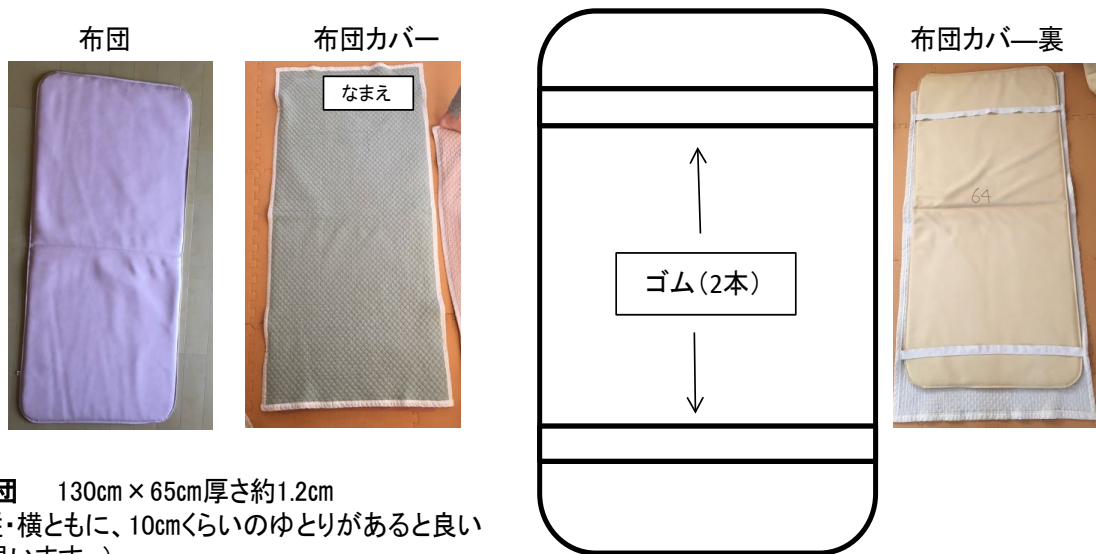 布団
布団カバー
布団カバ―裏
なまえ
64
ゴム(2本)
団 130cm×65cm厚さ約1.2cm
・横ともに、10cmくらいのゆとりがあると良い